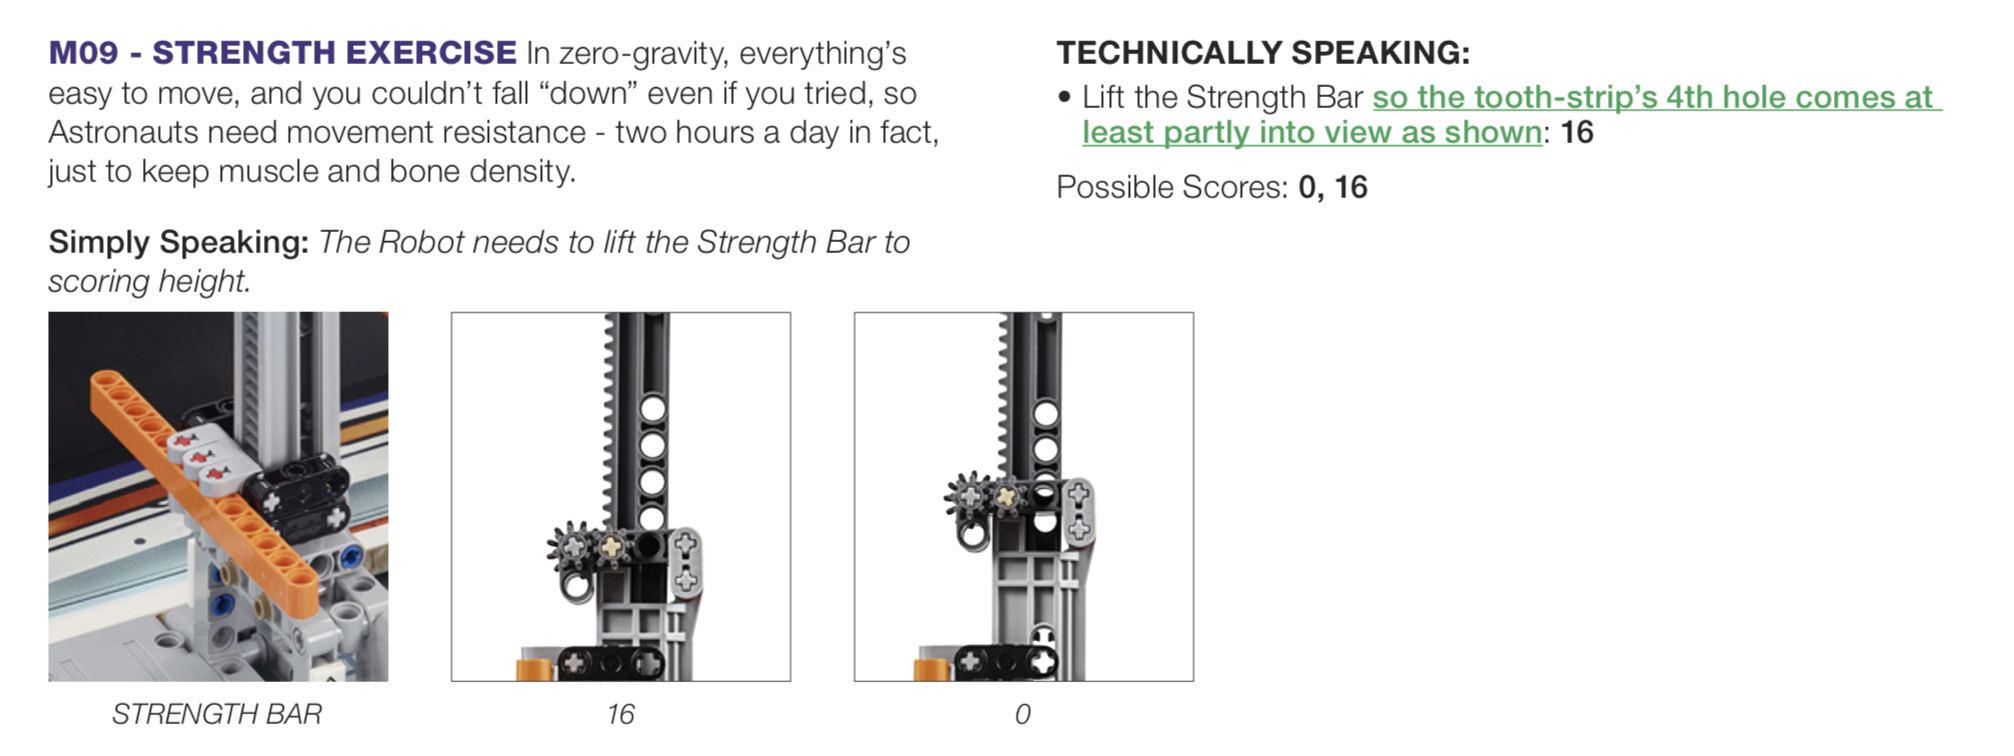 M09 - STRENGTH EXERCISE In zero-gravity, everything's
easy to move, and you couldn't fall “down” even if you tried, so
Astronauts need movement resistance - two hours a day in fact,
just to keep muscle and bone density.
Simply Speaking: The Robot needs to lift the Strength Bar to
scoring height.
TECHNICALLY SPEAKING:
• Lift the Strength Bar so the tooth-strip's 4th hole comes at
least partly into view as shown: 16
Possible Scores: 0, 16
STRENGTH BAR
16
0